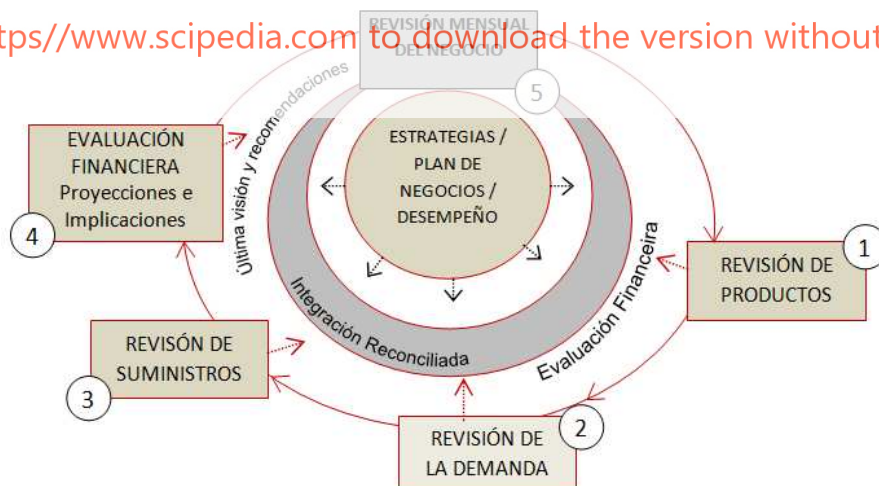 tps//www.scipedia.com to download the version without
REVISIÓN MENSUAL
DEL NEGOCIO
5
ESTRATEGIAS /
PLAN DE
NEGOCIOS /
DESEMPEÑO
EVALUACIÓN
FINANCIERA
Proyecciones e
Implicaciones
4
Última visión y recomendaciones
1
REVISIÓN DE
PRODUCTOS
Evaluación Financeira
Integración Reconciliada
REVISÓN DE
SUMINISTROS
3
2
REVISIÓN DE
LA DEMANDA